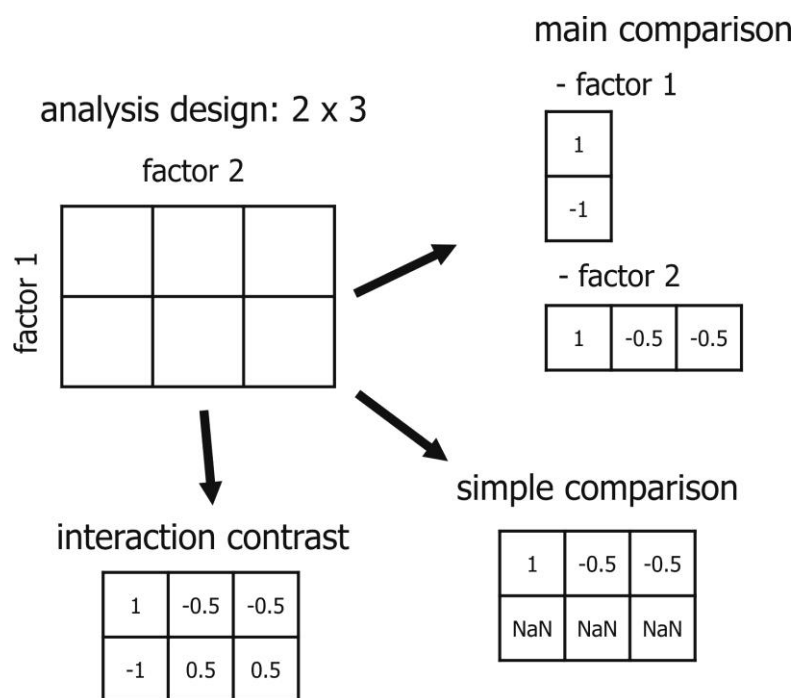 main comparison
- factor 1
1
-1
- factor 2
1 -0.5 -0.5
analysis design: 2 x 3
factor 2
factor 1
simple comparison
1 -0.5 -0.5
NaN NaN NaN
interaction contrast
1 -0.5 -0.5
-1 0.5 0.5